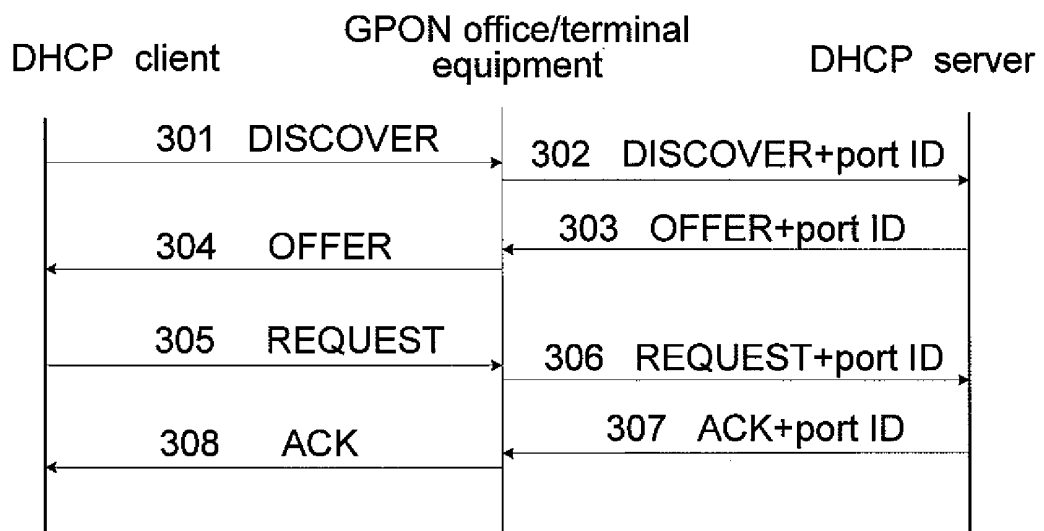 DHCP client
GPON office/terminal
equipment
DHCP server
301 DISCOVER
302 DISCOVER+port ID
303 OFFER+port ID
304 OFFER
305 REQUEST
306 REQUEST+port ID
307 ACK+port ID
308 ACK